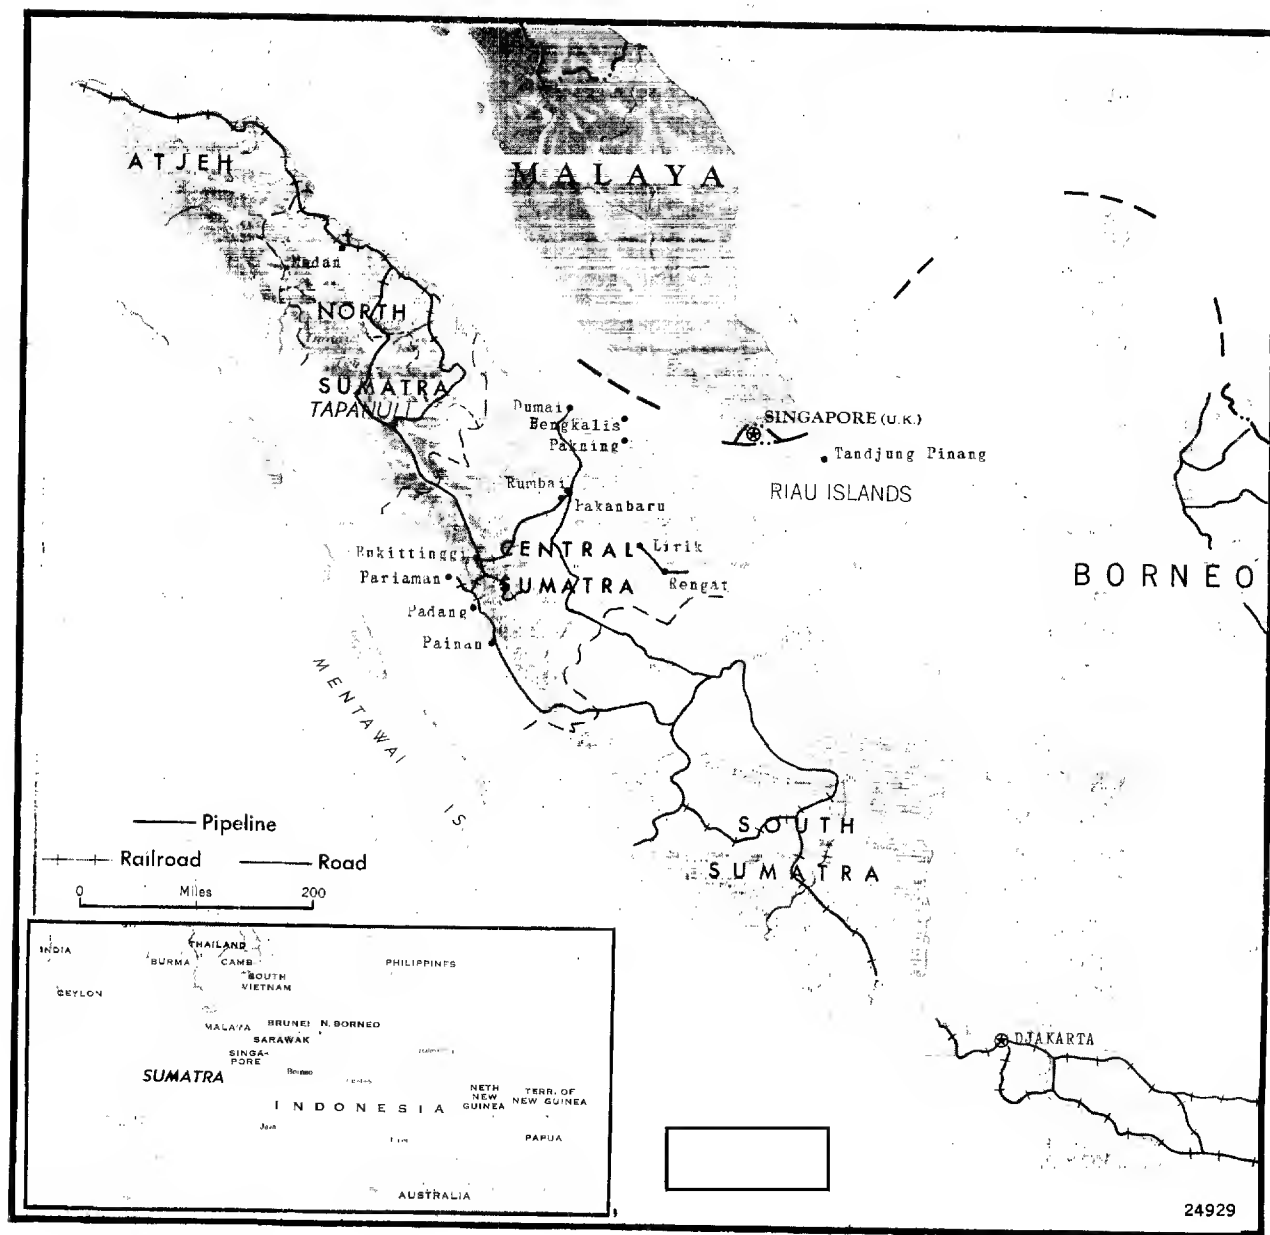 ATJEH
MALAYA
Medan
NORTH
SUMATRA
TAPANULI
Dumai
Bengkalis
Pakning
SINGAPORE (U.K.)
Tandjung Pinang
RIAU ISLANDS
Rumbai
Pakanbaru
Bukittinggi
CENTRAL
Lirik
Pariaman
SUMATRA
Rengat
BORNEO
Padang
Painan
MENTAWAI IS.
Pipeline
Railroad
Road
0 Miles 200
SOUTH
SUMATRA
DJAKARTA
INDIA
THAILAND
BURMA
CAMB
PHILIPPINES
SOUTH
VIETNAM
CEYLON
MALAYA
BRUNEI
N. BORNEO
SARAWAK
SINGA-
PORE
SUMATRA
Borneo
INDONESIA
NETH
NEW
GUINEA
TERR. OF
NEW GUINEA
Java
PAPUA
AUSTRALIA
24929